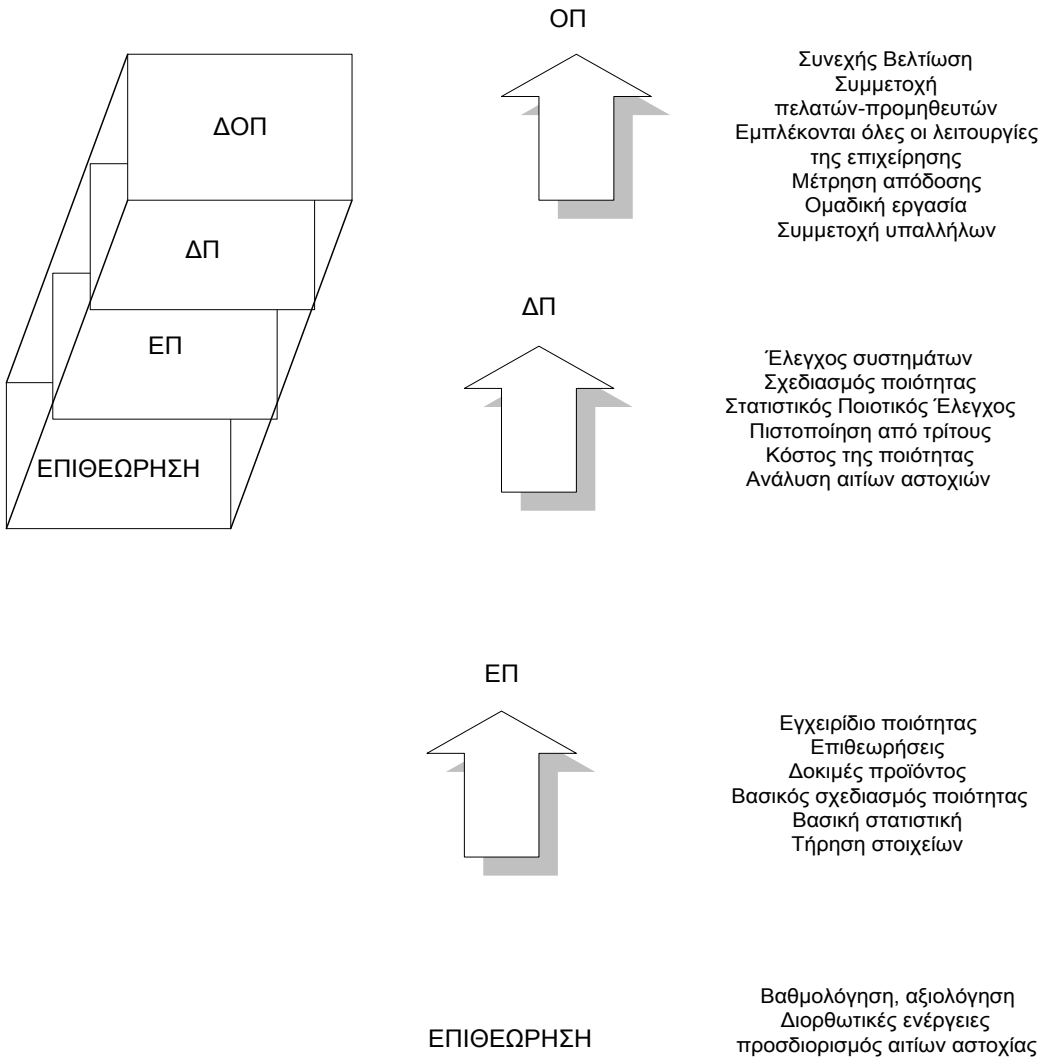 ΟΠ
ΔΟΠ
ΔΠ
ΕΠ
ΕΠΙΘΕΩΡΗΣΗ
Συνεχής Βελτίωση
Συμμετοχή
πελατών-προμηθευτών
Εμπλέκονται όλες οι λειτουργίες
της επιχείρησης
Μέτρηση απόδοσης
Ομαδική εργασία
Συμμετοχή υπαλλήλων
ΔΠ
Έλεγχος συστημάτων
Σχεδιασμός ποιότητας
Στατιστικός Ποιοτικός Έλεγχος
Πιστοποίηση από τρίτους
Κόστος της ποιότητας
Ανάλυση αιτίων αστοχιών
ΕΠ
Εγχειρίδιο ποιότητας
Επιθεωρήσεις
Δοκιμές προϊόντος
Βασικός σχεδιασμός ποιότητας
Βασική στατιστική
Τήρηση στοιχείων
ΕΠΙΘΕΩΡΗΣΗ
Βαθμολόγηση, αξιολόγηση
Διορθωτικές ενέργειες
προσδιορισμός αιτίων αστοχίας